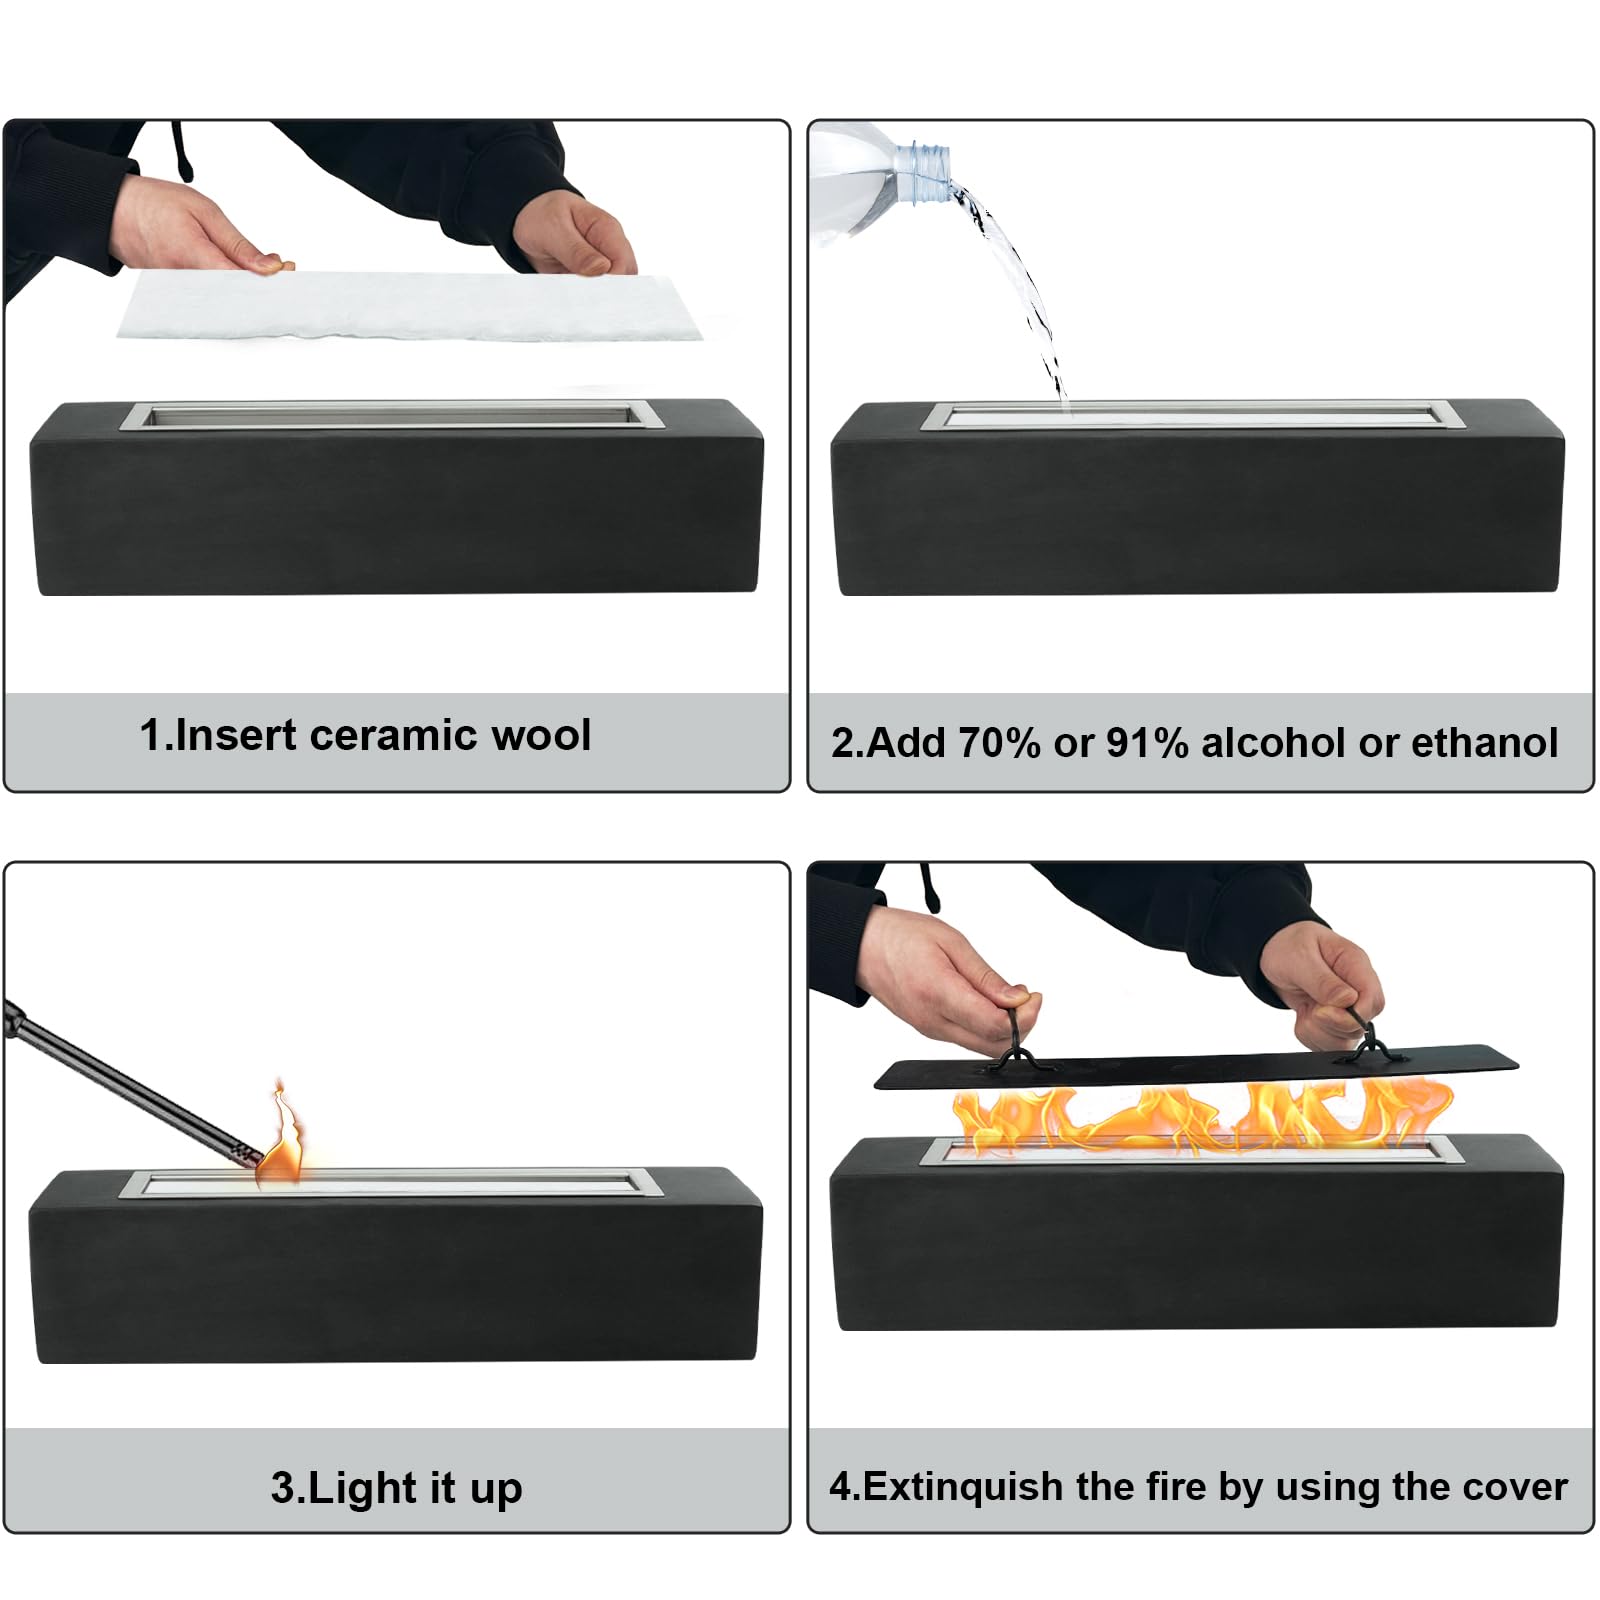 1.Insert ceramic wool
2.Add 70% or 91% alcohol or ethanol
3.Light it up
4.Extinquish the fire by using the cover